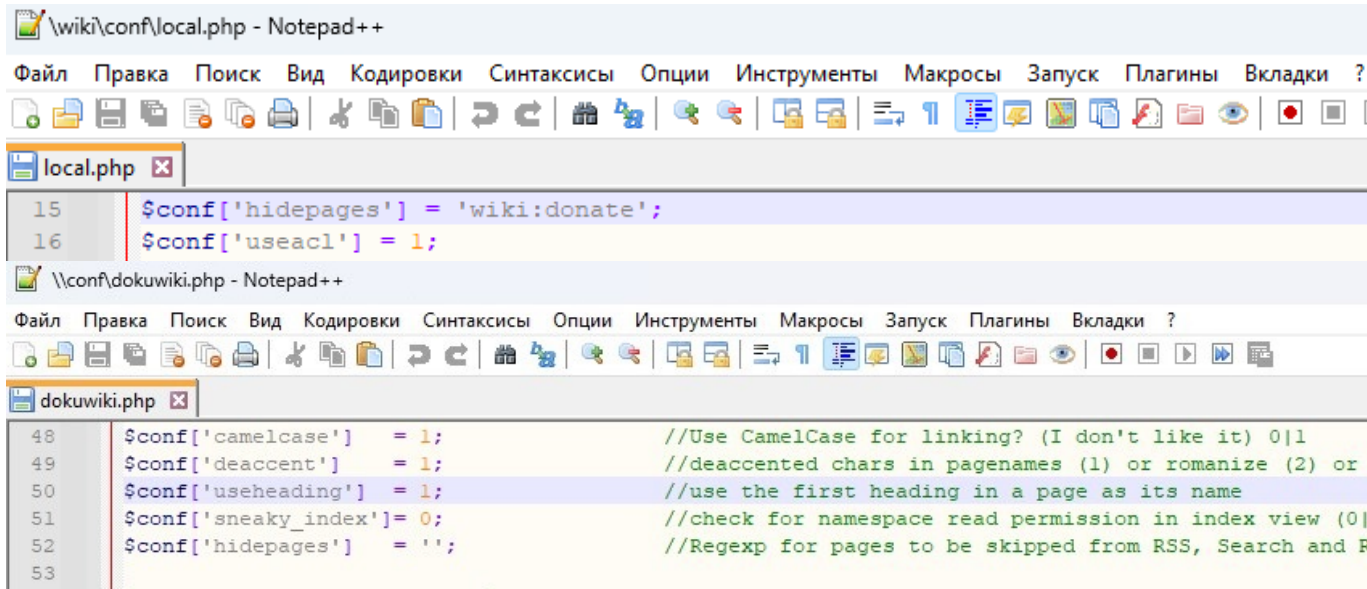 \wiki\conf\local.php - Notepad++
Файл Правка Поиск Вид Кодировки Синтаксисы Опции Инструменты Макросы Запуск Плагины Вкладки ?
local.php
15 $conf['hidepages'] = 'wiki:donate';
16 $conf['useacl'] = 1;
\\conf\dokuwiki.php - Notepad++
Файл Правка Поиск Вид Кодировки Синтаксисы Опции Инструменты Макросы Запуск Плагины Вкладки ?
dokuwiki.php
48 $conf['camelcase'] = 1; //Use CamelCase for linking? (I don't like it) 0|1
49 $conf['deaccent'] = 1; //deaccented chars in pagenames (1) or romanize (2) or
50 $conf['useheading'] = 1; //use the first heading in a page as its name
51 $conf['sneaky_index']= 0; //check for namespace read permission in index view (0|
52 $conf['hidepages'] = ''; //Regexp for pages to be skipped from RSS, Search and
53